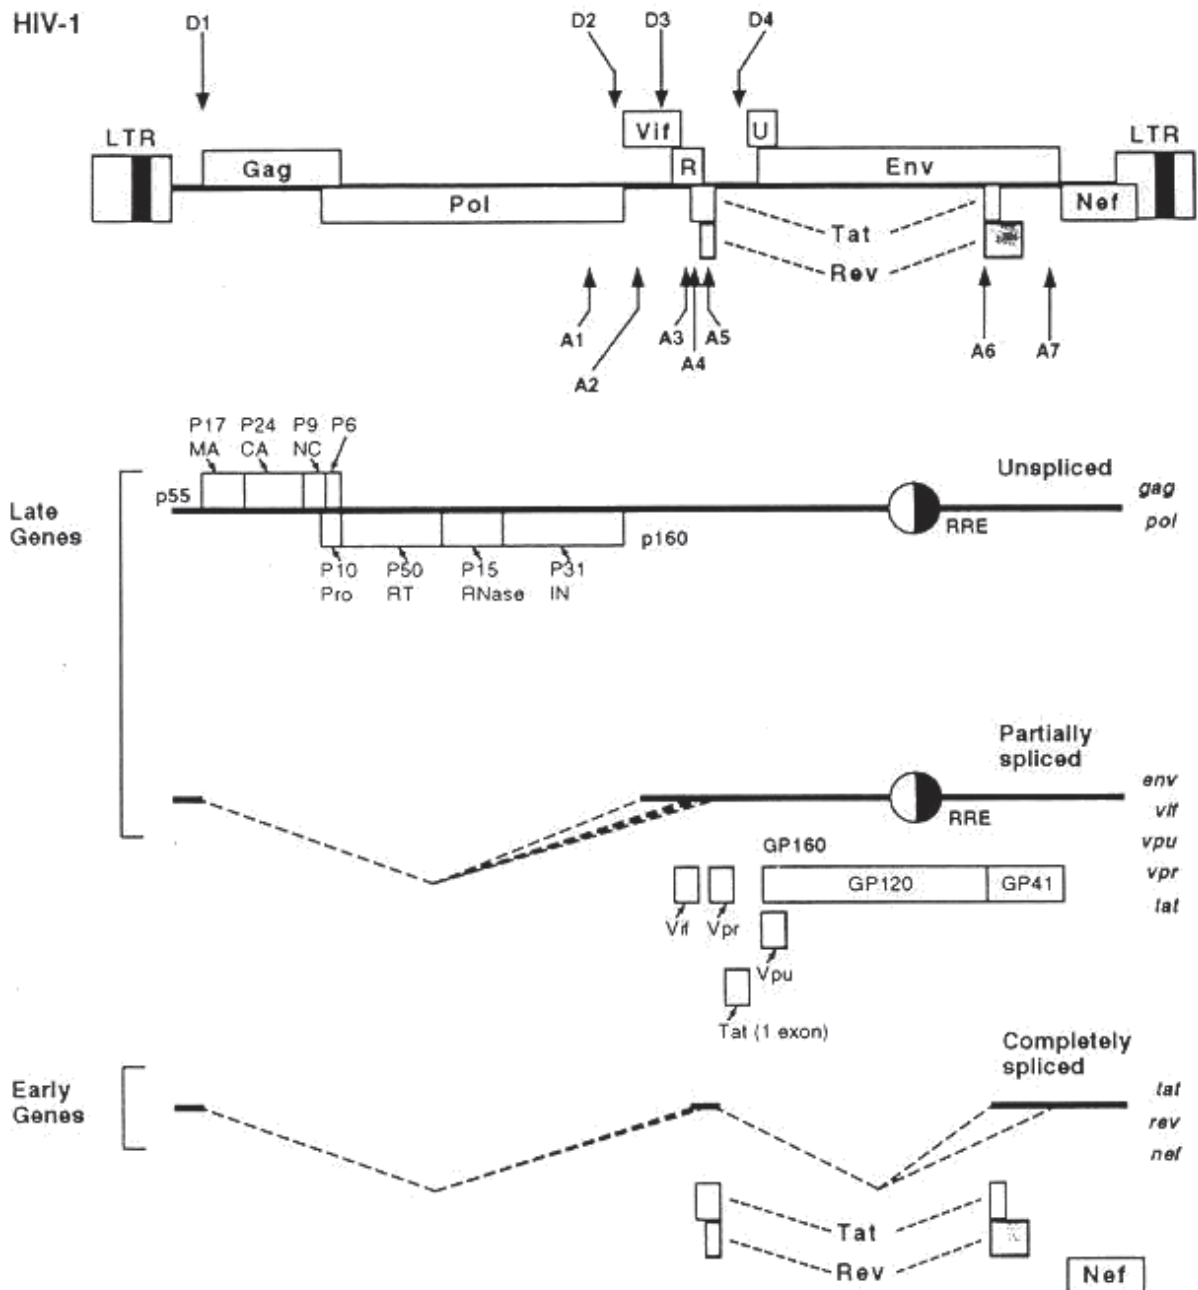 HIV-1
D1
D2
D3
D4
LTR
Gag
Vif
R
U
Env
LTR
Pol
Nef
Tat
Rev
A1
A2
A3
A4
A5
A6
A7
P17 P24 P9 P6
MA CA NC
Unspliced
p55
gag
Late
Genes
RRE
pol
p160
P10 P50 P15 P31
Pro RT RNase IN
Partially
spliced
env
vif
RRE
vpu
GP160
vpr
GP120 GP41
tat
Vif Vpr
Vpu
Tat (1 exon)
Completely
spliced
Early
Genes
tat
rev
nef
Tat
Rev
Nef